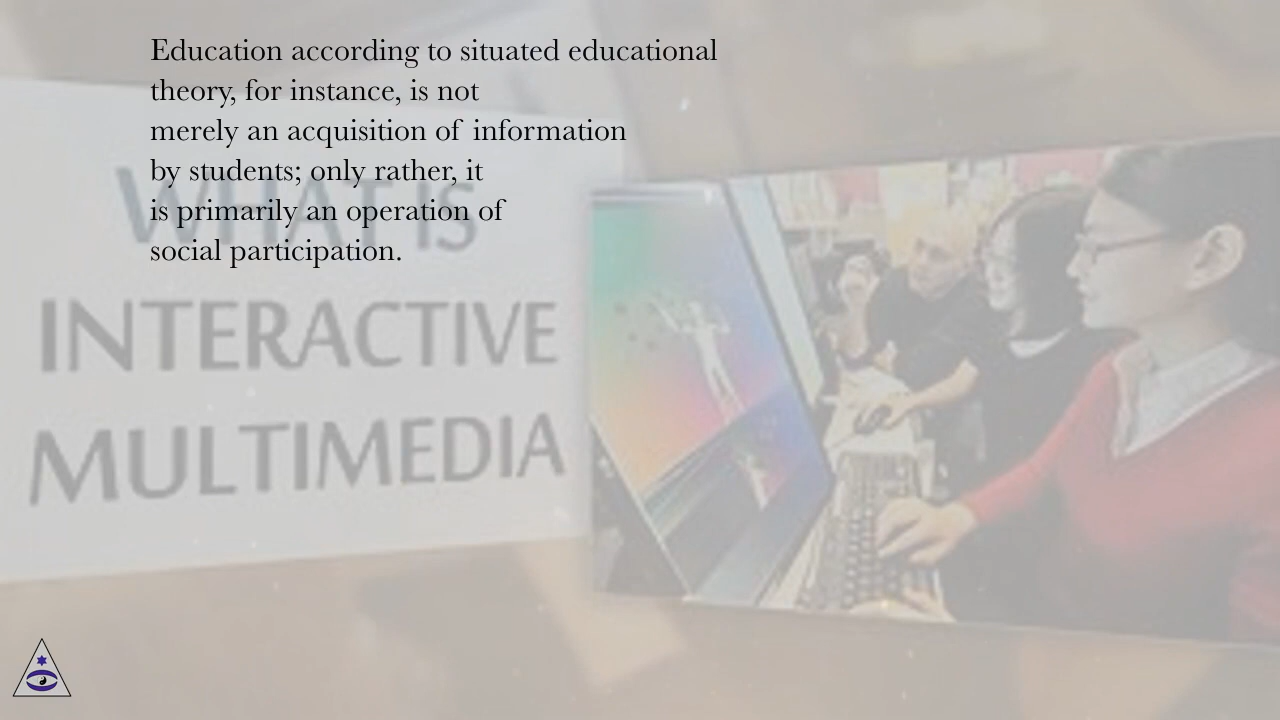 Education according to situated educational
theory, for instance, is not
merely an acquisition of information
by students; only rather, it
is primarily an operation of
social participation.
WHAT IS
INTERACTIVE
MULTIMEDIA